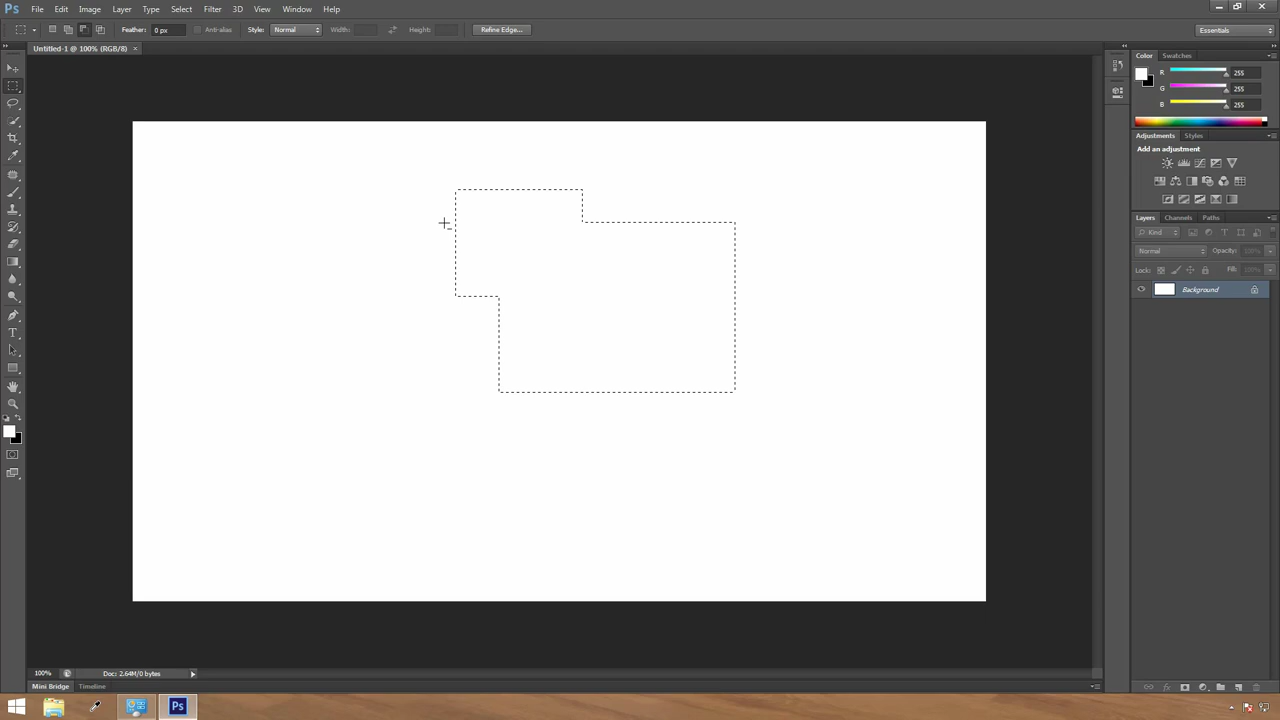 Ps File Edit Image Layer Type Select Filter 3D View Window Help
Feather: 0 px Anti-alias Style: Normal Width: Height: Refine Edge... Essentials
Untitled-1 @ 100% (RGB/8) ×
Color Swatches
R 255
G 255
B 255
Adjustments Styles
Add an adjustment
Layers Channels Paths
Kind
Normal Opacity: 100%
Lock: Fill: 100%
Background
100% Doc: 2.64M/0 bytes
Mini Bridge Timeline
Ps